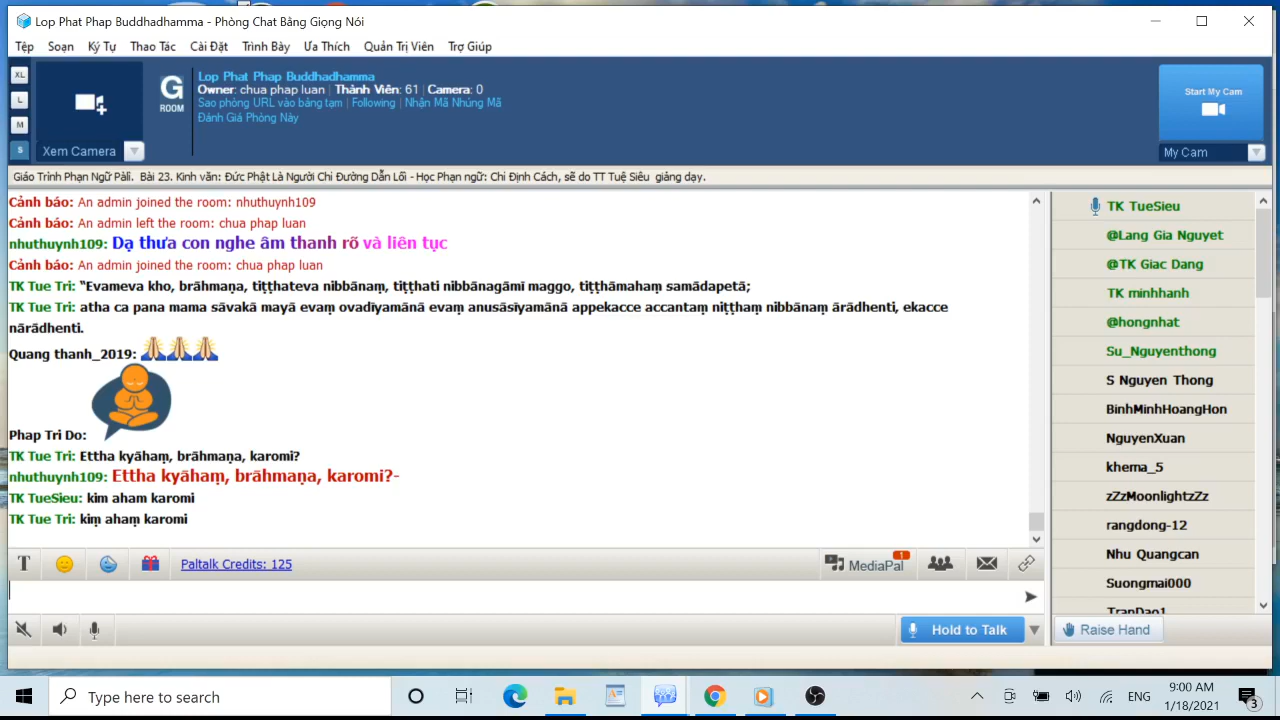 Lop Phat Phap Buddhadhamma - Phòng Chat Bằng Giọng Nói
Tệp Soạn Ký Tự Thao Tác Cài Đặt Trình Bày Ưa Thích Quản Trị Viên Trợ Giúp
XL
L
M
S
Xem Camera
G
ROOM
Lop Phat Phap Buddhadhamma
Owner: chua phap luan | Thành Viên: 61 | Camera: 0
Sao phòng URL vào bảng tạm | Following | Nhận Mã Nhúng Mã
Đánh Giá Phòng Này
Start My Cam
My Cam
Giáo Trình Phạn Ngữ Pāli. Bài 23. Kinh văn: Đức Phật Là Người Chỉ Đường Dẫn Lối - Học Phạn ngữ: Chỉ Định Cách, sẽ do TT Tuệ Siêu giảng dạy.
Cảnh báo: An admin joined the room: nhuthuynh109
Cảnh báo: An admin left the room: chua phap luan
nhuthuynh109: Dạ thưa con nghe âm thanh rõ và liên tục
Cảnh báo: An admin joined the room: chua phap luan
TK Tue Tri: “Evameva kho, brāhmaṇa, tiṭṭhateva nibbānaṃ, tiṭṭhati nibbānagāmī maggo, tiṭṭhāmahaṃ samādapetā;
TK Tue Tri: atha ca pana mama sāvakā mayā evaṃ ovadīyamānā evaṃ anusāsīyamānā appekacce accantaṃ niṭṭhaṃ nibbānaṃ ārādhenti, ekacce
nārādhenti.
Quang thanh_2019:
Phap Tri Do:
TK Tue Tri: Ettha kyāhaṃ, brāhmaṇa, karomi?
nhuthuynh109: Ettha kyāhaṃ, brāhmaṇa, karomi?-
TK TueSieu: kim aham karomi
TK Tue Tri: kiṃ ahaṃ karomi
TK TueSieu
@Lang Gia Nguyet
@TK Giac Dang
TK minhhanh
@hongnhat
Su_Nguyenthong
S Nguyen Thong
BinhMinhHoangHon
NguyenXuan
khema_5
zZzMoonlightzZz
rangdong-12
Nhu Quangcan
Suongmai000
TranDao1
T Paltalk Credits: 125 MediaPal 1
Hold to Talk
Raise Hand
Type here to search
ENG
9:00 AM
1/18/2021
3